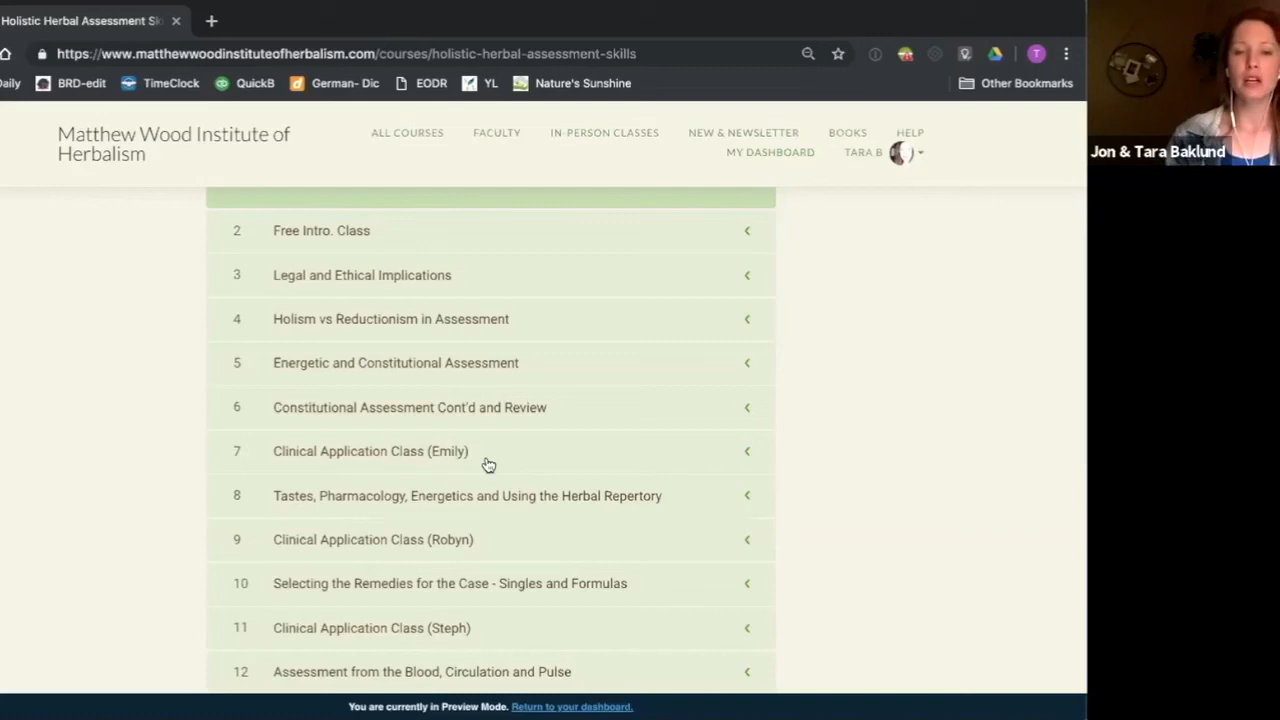 Holistic Herbal Assessment Sk
https://www.matthewwoodinstituteofherbalism.com/courses/holistic-herbal-assessment-skills
T
Daily BRD-edit TimeClock QuickB German- Dic EODR YL Nature's Sunshine Other Bookmarks
Jon & Tara Baklund
Matthew Wood Institute of
Herbalism
ALL COURSES FACULTY IN-PERSON CLASSES NEW & NEWSLETTER BOOKS HELP
MY DASHBOARD TARA B
2 Free Intro. Class
3 Legal and Ethical Implications
4 Holism vs Reductionism in Assessment
5 Energetic and Constitutional Assessment
6 Constitutional Assessment Cont'd and Review
7 Clinical Application Class (Emily)
8 Tastes, Pharmacology, Energetics and Using the Herbal Repertory
9 Clinical Application Class (Robyn)
10 Selecting the Remedies for the Case - Singles and Formulas
11 Clinical Application Class (Steph)
12 Assessment from the Blood, Circulation and Pulse
You are currently in Preview Mode. Return to your dashboard.